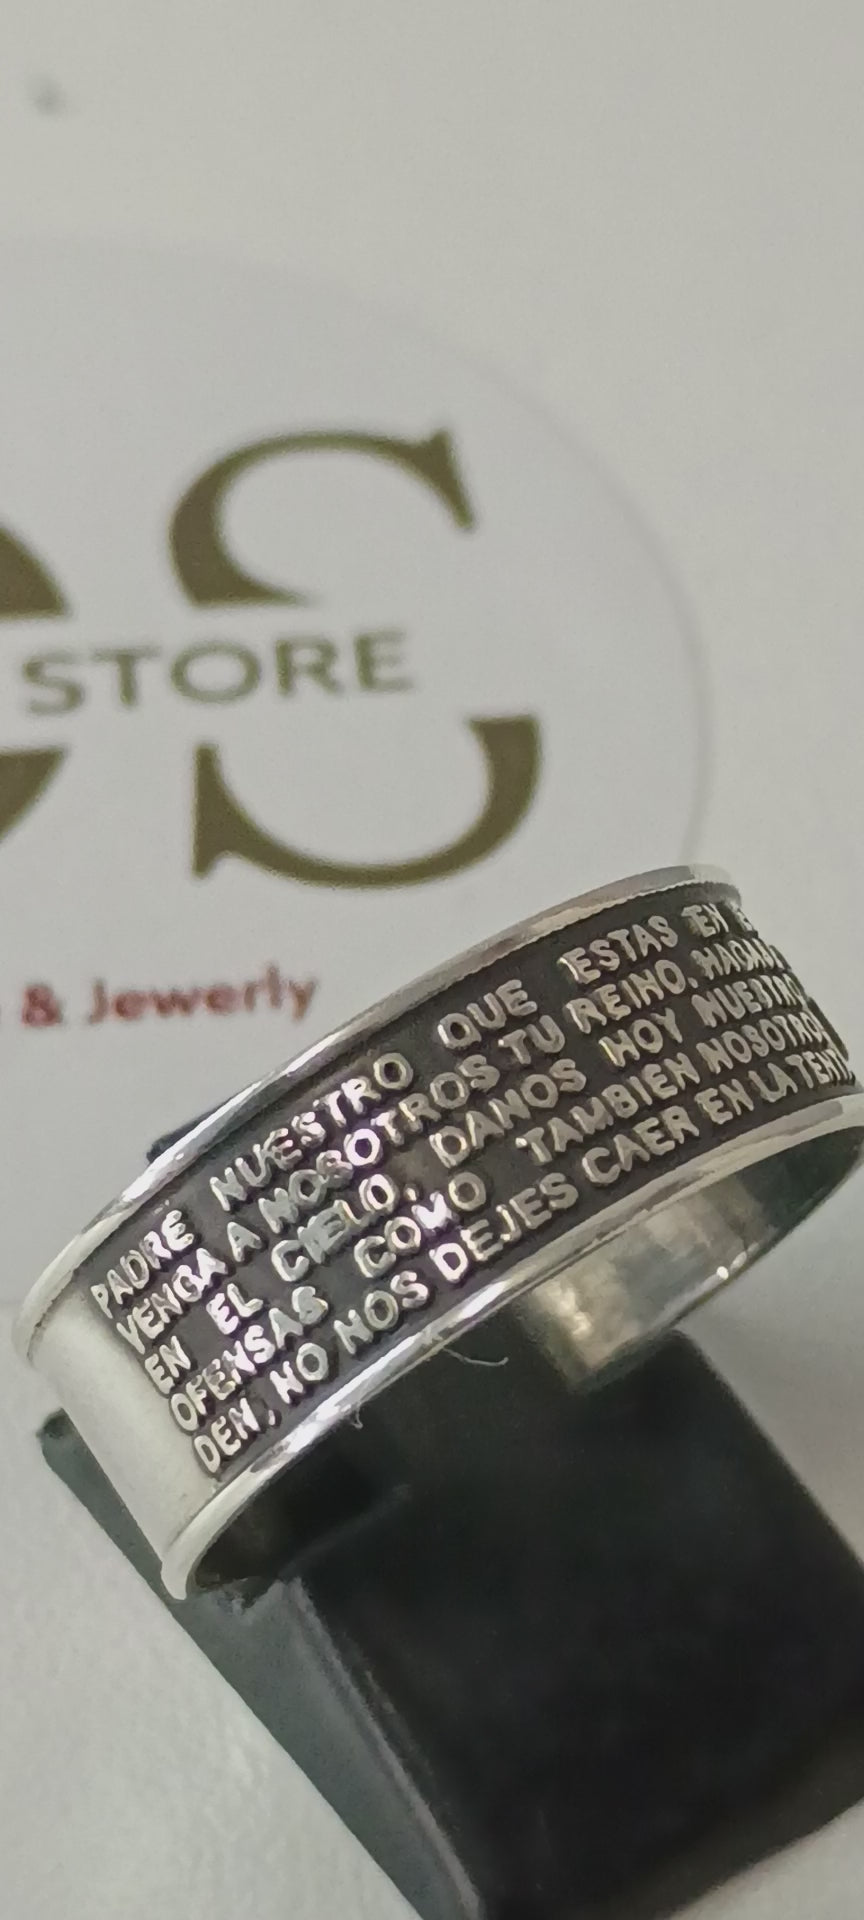 S
STORE
& Jewerly
PADRE NUESTRO QUE ESTAS EN
VENGA A NOSOTROS TU REINO. HAGASE
EN EL CIELO. DANOS HOY NUESTRO
OFENSAS COMO TAMBIEN NOSOTROS
DEN, NO NOS DEJES CAER EN LA TENT